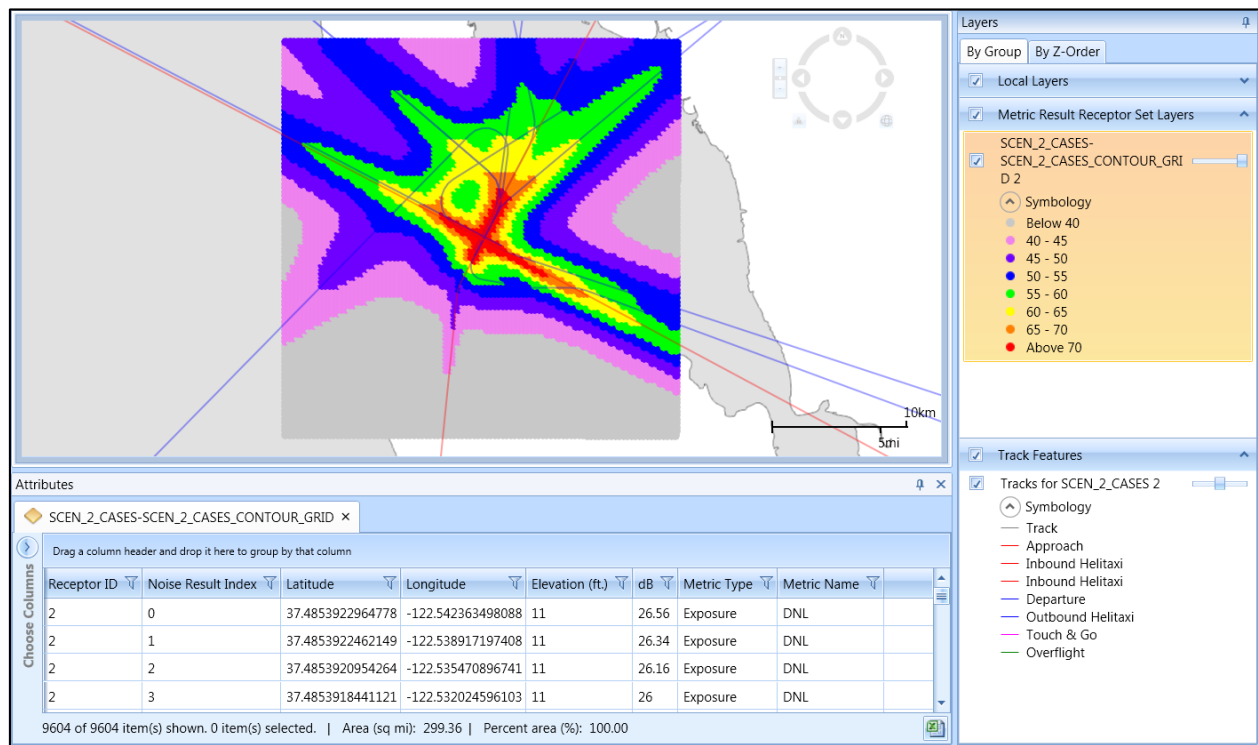 N
10km
5mi
Layers
By Group By Z-Order
Local Layers
Metric Result Receptor Set Layers
SCEN_2_CASES-
SCEN_2_CASES_CONTOUR_GRI
D 2
Symbology
Below 40
40 - 45
45 - 50
50 - 55
55 - 60
60 - 65
65 - 70
Above 70
Track Features
Tracks for SCEN_2_CASES 2
Symbology
Track
Approach
Inbound Helitaxi
Inbound Helitaxi
Departure
Outbound Helitaxi
Touch & Go
Overflight
Attributes
SCEN_2_CASES-SCEN_2_CASES_CONTOUR_GRID
Choose Columns
Drag a column header and drop it here to group by that column
Receptor ID Noise Result Index Latitude Longitude Elevation (ft.) dB Metric Type Metric Name
2 0 37.4853922964778 -122.542363498088 11 26.56 Exposure DNL
2 1 37.4853922462149 -122.538917197408 11 26.34 Exposure DNL
2 2 37.4853920954264 -122.535470896741 11 26.16 Exposure DNL
2 3 37.4853918441121 -122.532024596103 11 26 Exposure DNL
9604 of 9604 item(s) shown. 0 item(s) selected. | Area (sq mi): 299.36 | Percent area (%): 100.00